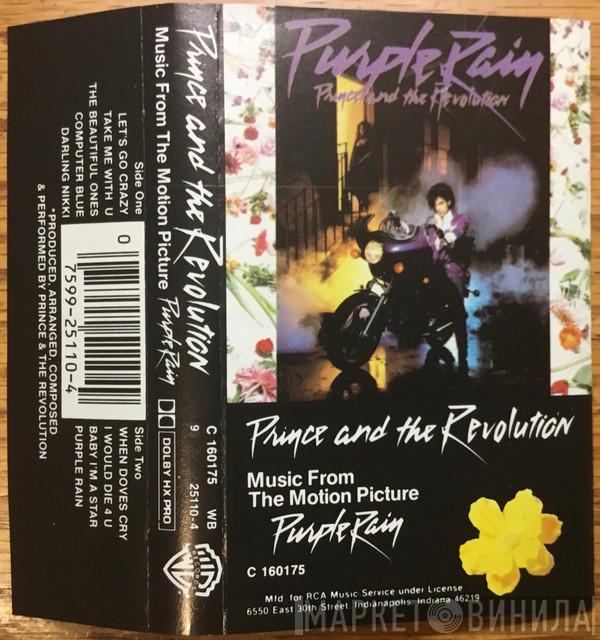 Purple Rain
Prince and the Revolution
Prince and the Revolution
Music From
The Motion Picture
Purple Rain
C 160175
Mfd. for RCA Music Service under License
6550 East 30th Street, Indianapolis, Indiana 46219
Prince and the Revolution
Music From The Motion Picture Purple Rain
DOLBY HX PRO
C 160175 WB
9 25110-4
WB
Side One
LET'S GO CRAZY
TAKE ME WITH U
THE BEAUTIFUL ONES
COMPUTER BLUE
DARLING NIKKI
0 7599-25110-4
Side Two
WHEN DOVES CRY
I WOULD DIE 4 U
BABY I'M A STAR
PURPLE RAIN
*PRODUCED, ARRANGED, COMPOSED
& PERFORMED BY PRINCE & THE REVOLUTION
МАРКЕТ ВИНИЛА